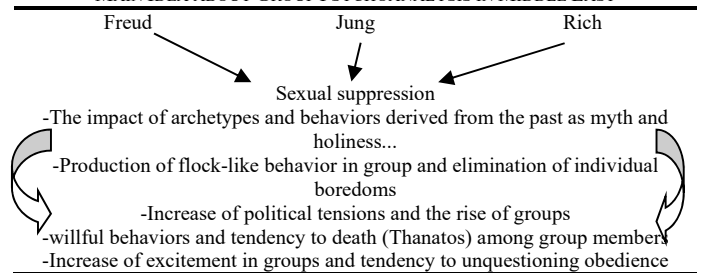 Freud Jung Rich
Sexual suppression
-The impact of archetypes and behaviors derived from the past as myth and
holiness...
-Production of flock-like behavior in group and elimination of individual
boredoms
-Increase of political tensions and the rise of groups
-willful behaviors and tendency to death (Thanatos) among group members
-Increase of excitement in groups and tendency to unquestioning obedience